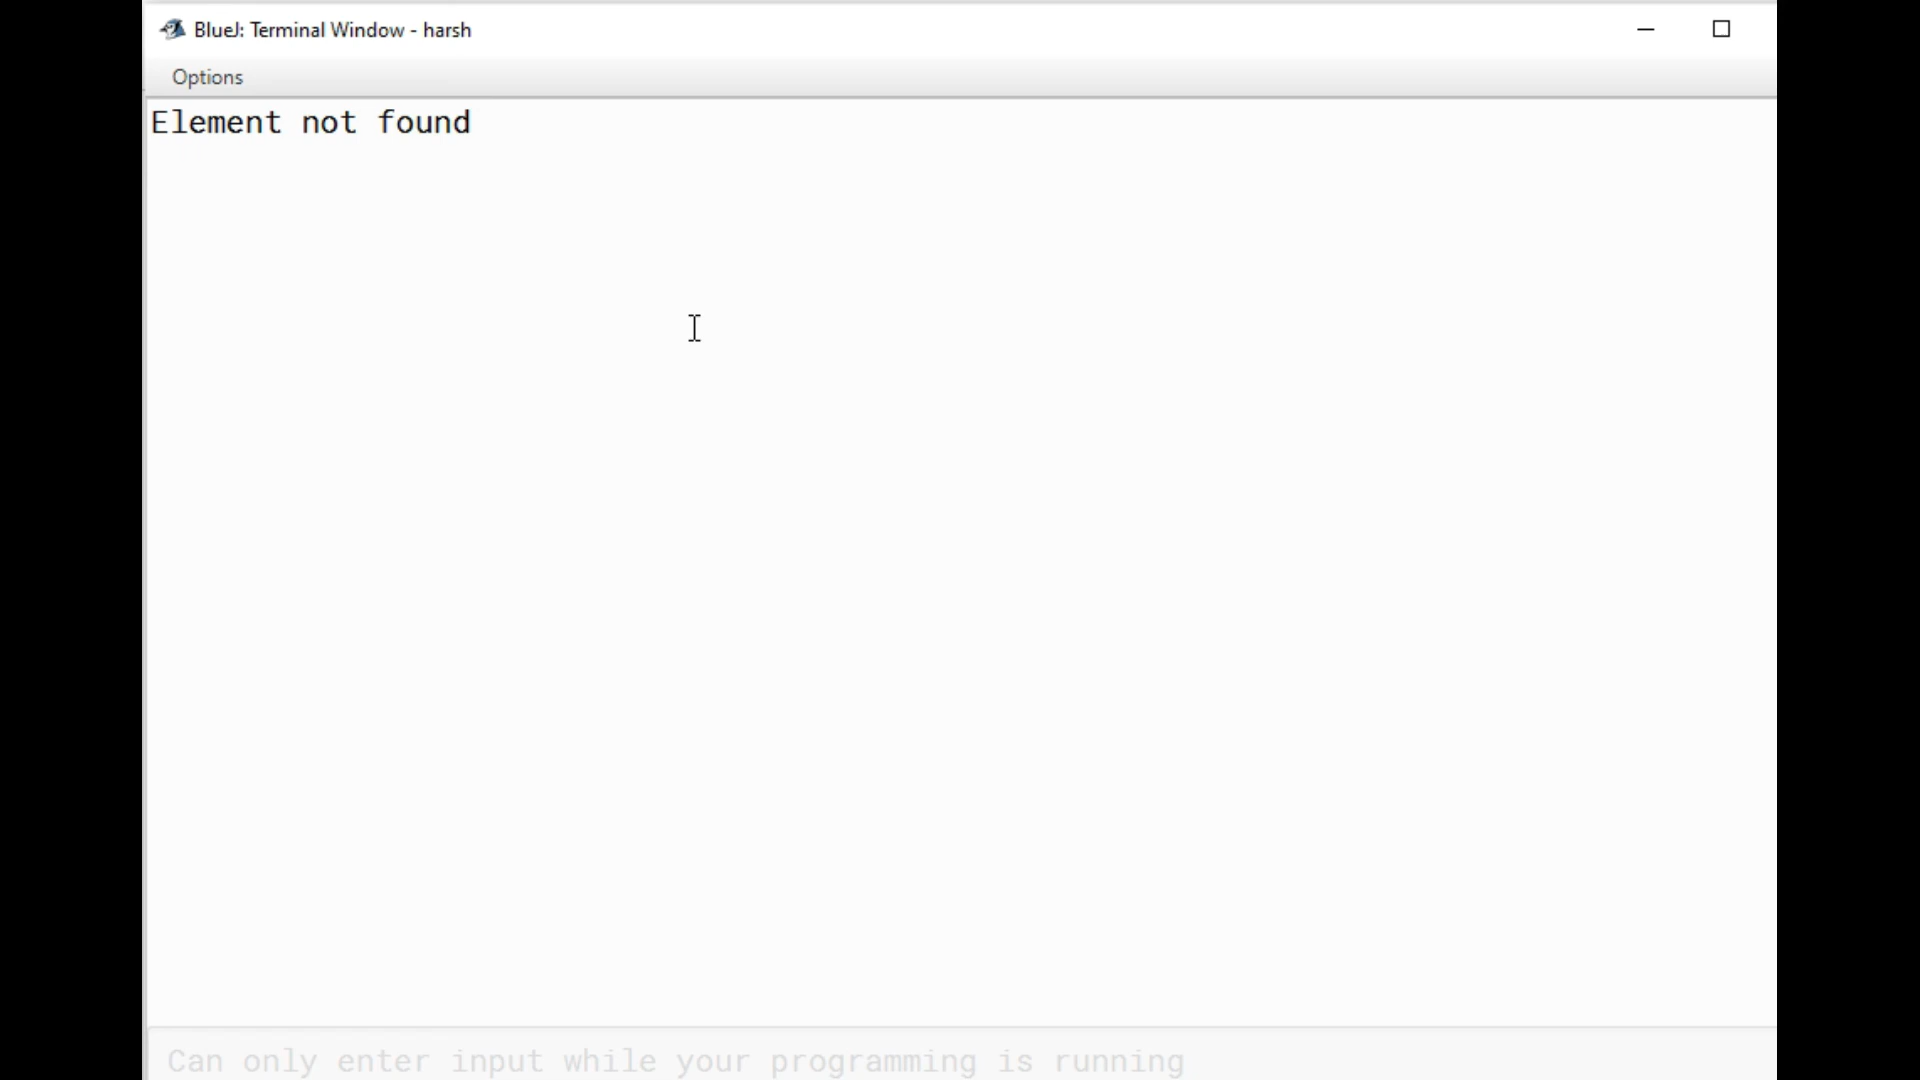 BlueJ: Terminal Window - harsh
Options
Element not found
Can only enter input while your programming is running